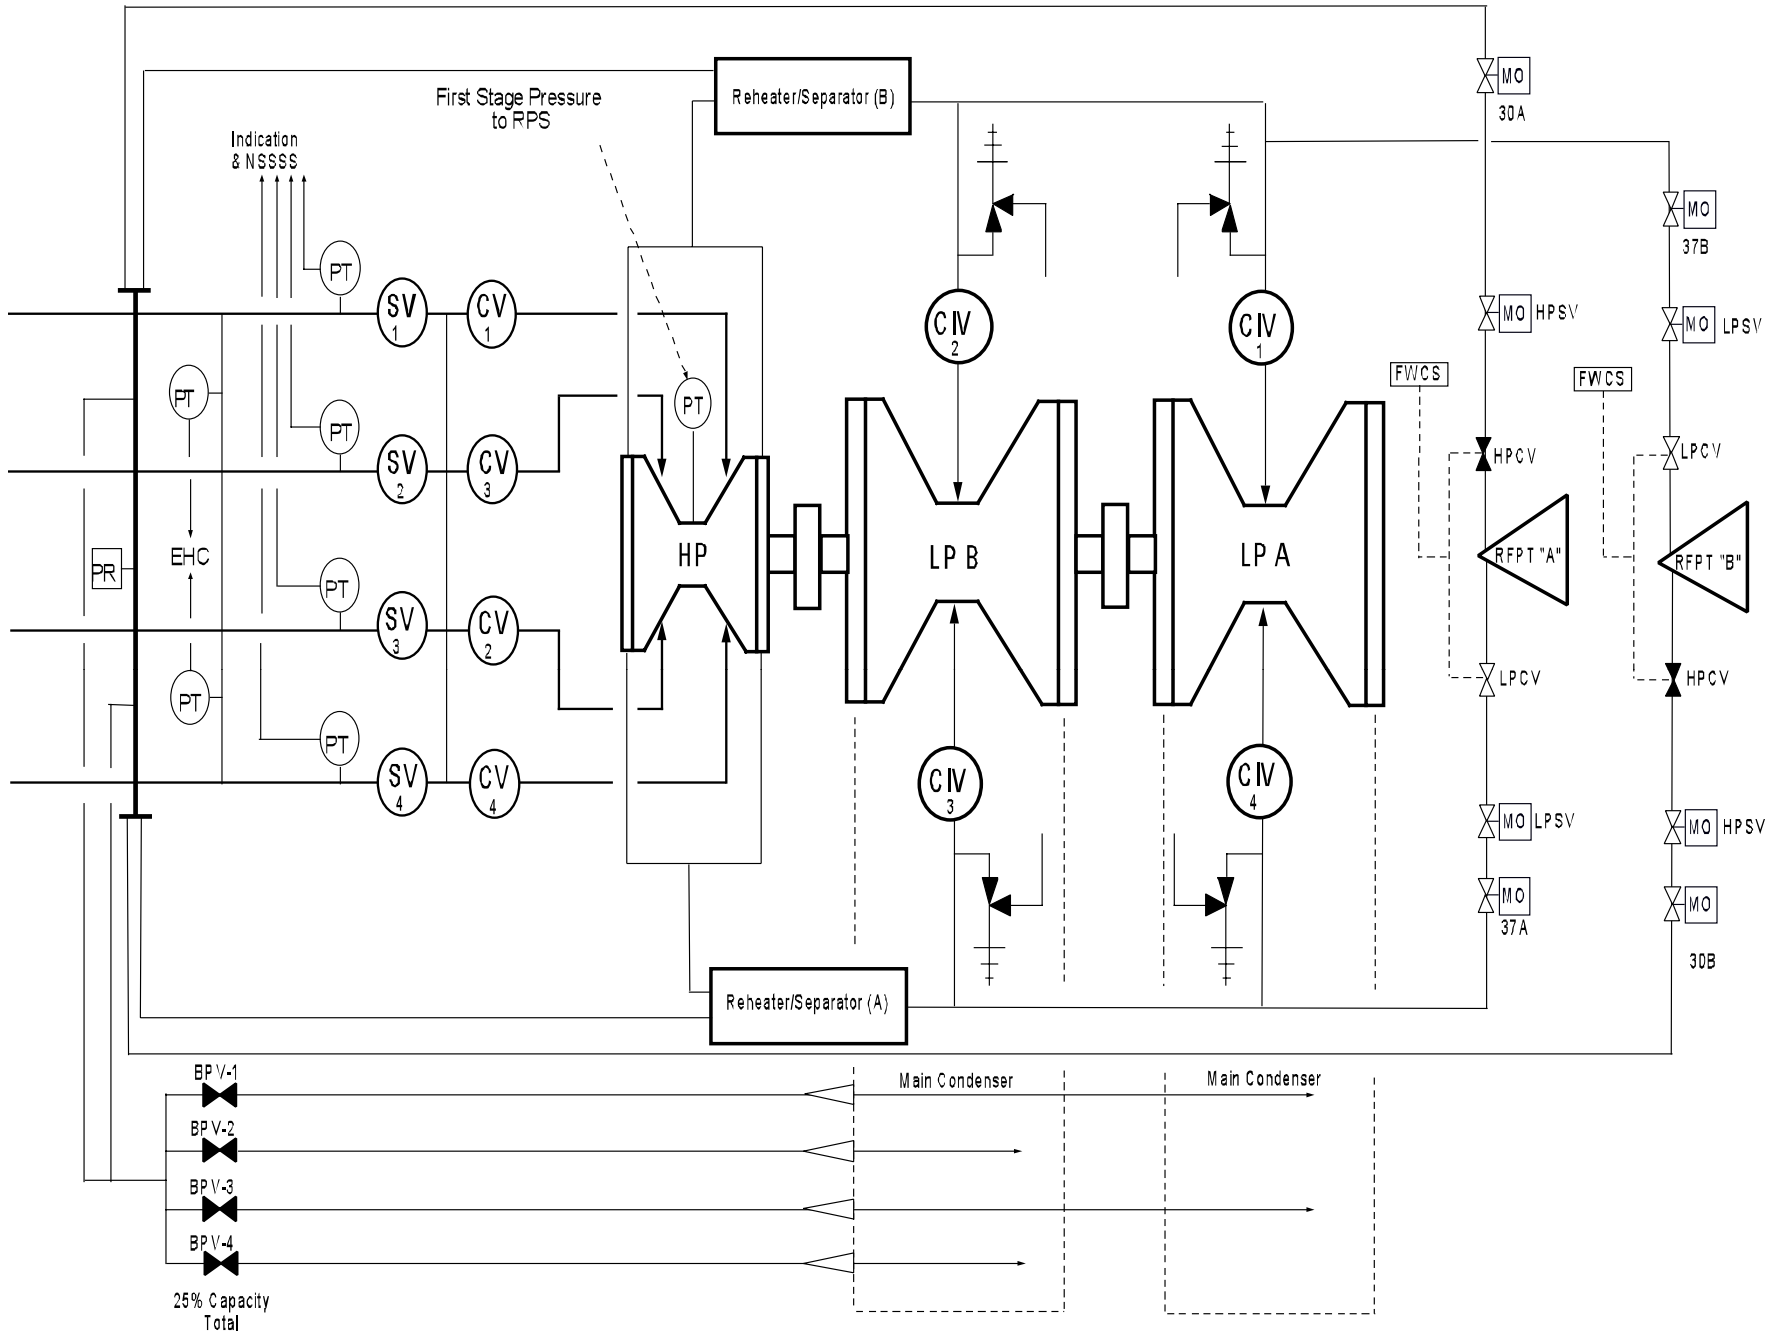 MO
30A
Reheater/Separator (B)
First Stage Pressure
to RPS
Indication
& NSSSS
MO
37B
PT
SV
1
CV
1
CIV
2
CIV
1
MO HPSV
MO LPSV
PT
PT
FWCS
FWCS
PT
SV
2
CV
3
HPCV
LPCV
PR
EHC
HP
LP B
LP A
RFPT "A"
RFPT "B"
PT
SV
3
CV
2
PT
LPCV
HPCV
PT
SV
4
CV
4
CIV
3
CIV
4
MO LPSV
MO HPSV
MO
37A
MO
30B
Reheater/Separator (A)
BPV-1
Main Condenser
Main Condenser
BPV-2
BPV-3
BPV-4
25% Capacity
Total